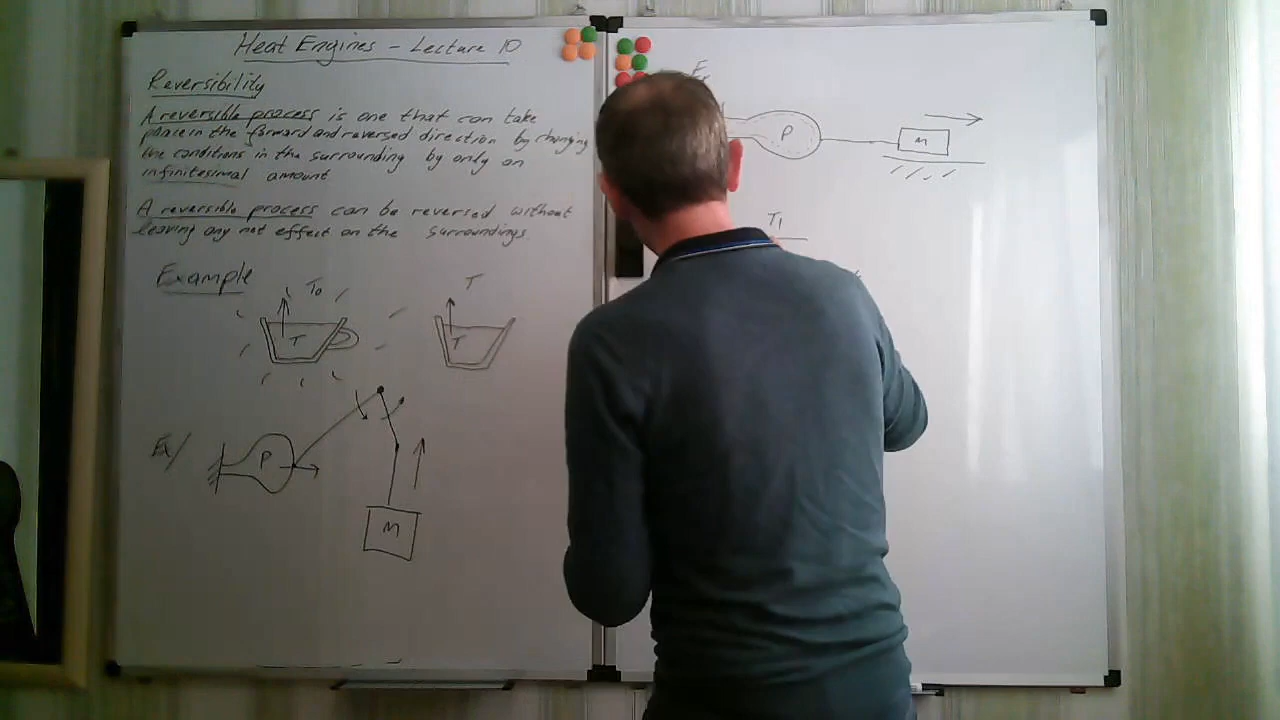 Heat Engines - Lecture 10
Reversibility
A reversible process is one that can take
place in the forward and reversed direction by changing
the conditions in the surrounding by only an
infinitesimal amount
A reversible process can be reversed without
leaving any net effect on the surroundings
Example
T₀
T
T
T
Ex/
P
M
P
M
T₁